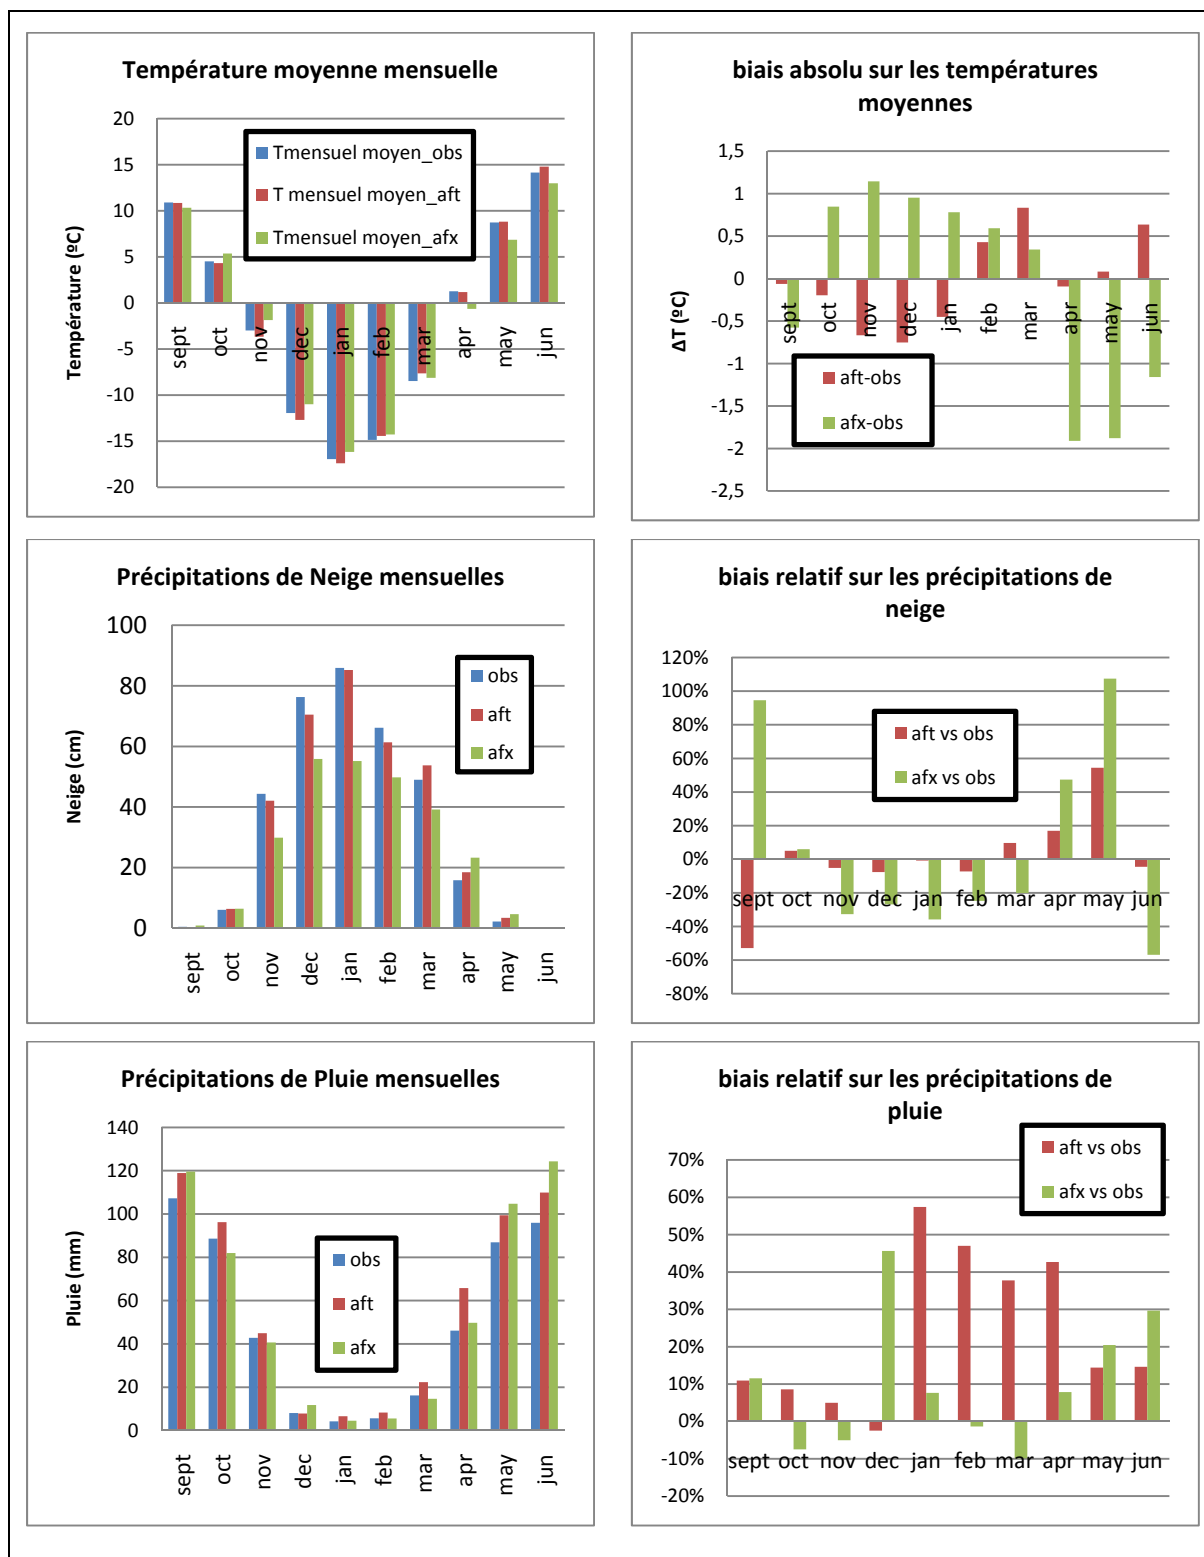 Température moyenne mensuelle
Température (ºC)
20
15
10
5
0
-5
-10
-15
-20
Tmensuel moyen_obs
T mensuel moyen_aft
Tmensuel moyen_afx
sept oct nov dec jan feb mar apr may jun
biais absolu sur les températures
moyennes
ΔT (ºC)
1,5
1
0,5
0
-0,5
-1
-1,5
-2
-2,5
sept oct nov dec jan feb mar apr may jun
aft-obs
afx-obs
Précipitations de Neige mensuelles
Neige (cm)
100
80
60
40
20
0
obs
aft
afx
sept oct nov dec jan feb mar apr may jun
biais relatif sur les précipitations de
neige
120%
100%
80%
60%
40%
20%
0%
-20%
-40%
-60%
-80%
aft vs obs
afx vs obs
sept oct nov dec jan feb mar apr may jun
Précipitations de Pluie mensuelles
Pluie (mm)
140
120
100
80
60
40
20
0
obs
aft
afx
sept oct nov dec jan feb mar apr may jun
biais relatif sur les précipitations de
pluie
aft vs obs
afx vs obs
70%
60%
50%
40%
30%
20%
10%
0%
-10%
-20%
sept oct nov dec jan feb mar apr may jun